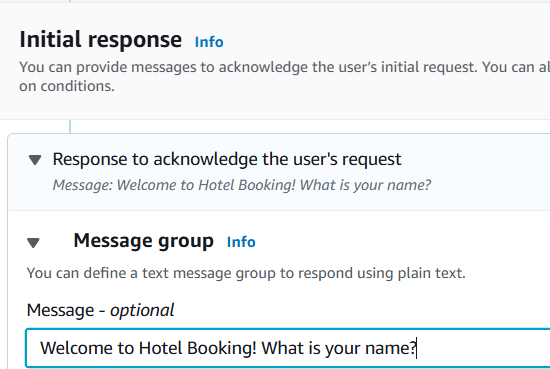 Initial response Info
You can provide messages to acknowledge the user's initial request. You can al
on conditions.
Response to acknowledge the user's request
Message: Welcome to Hotel Booking! What is your name?
Message group Info
You can define a text message group to respond using plain text.
Message - optional
Welcome to Hotel Booking! What is your name?